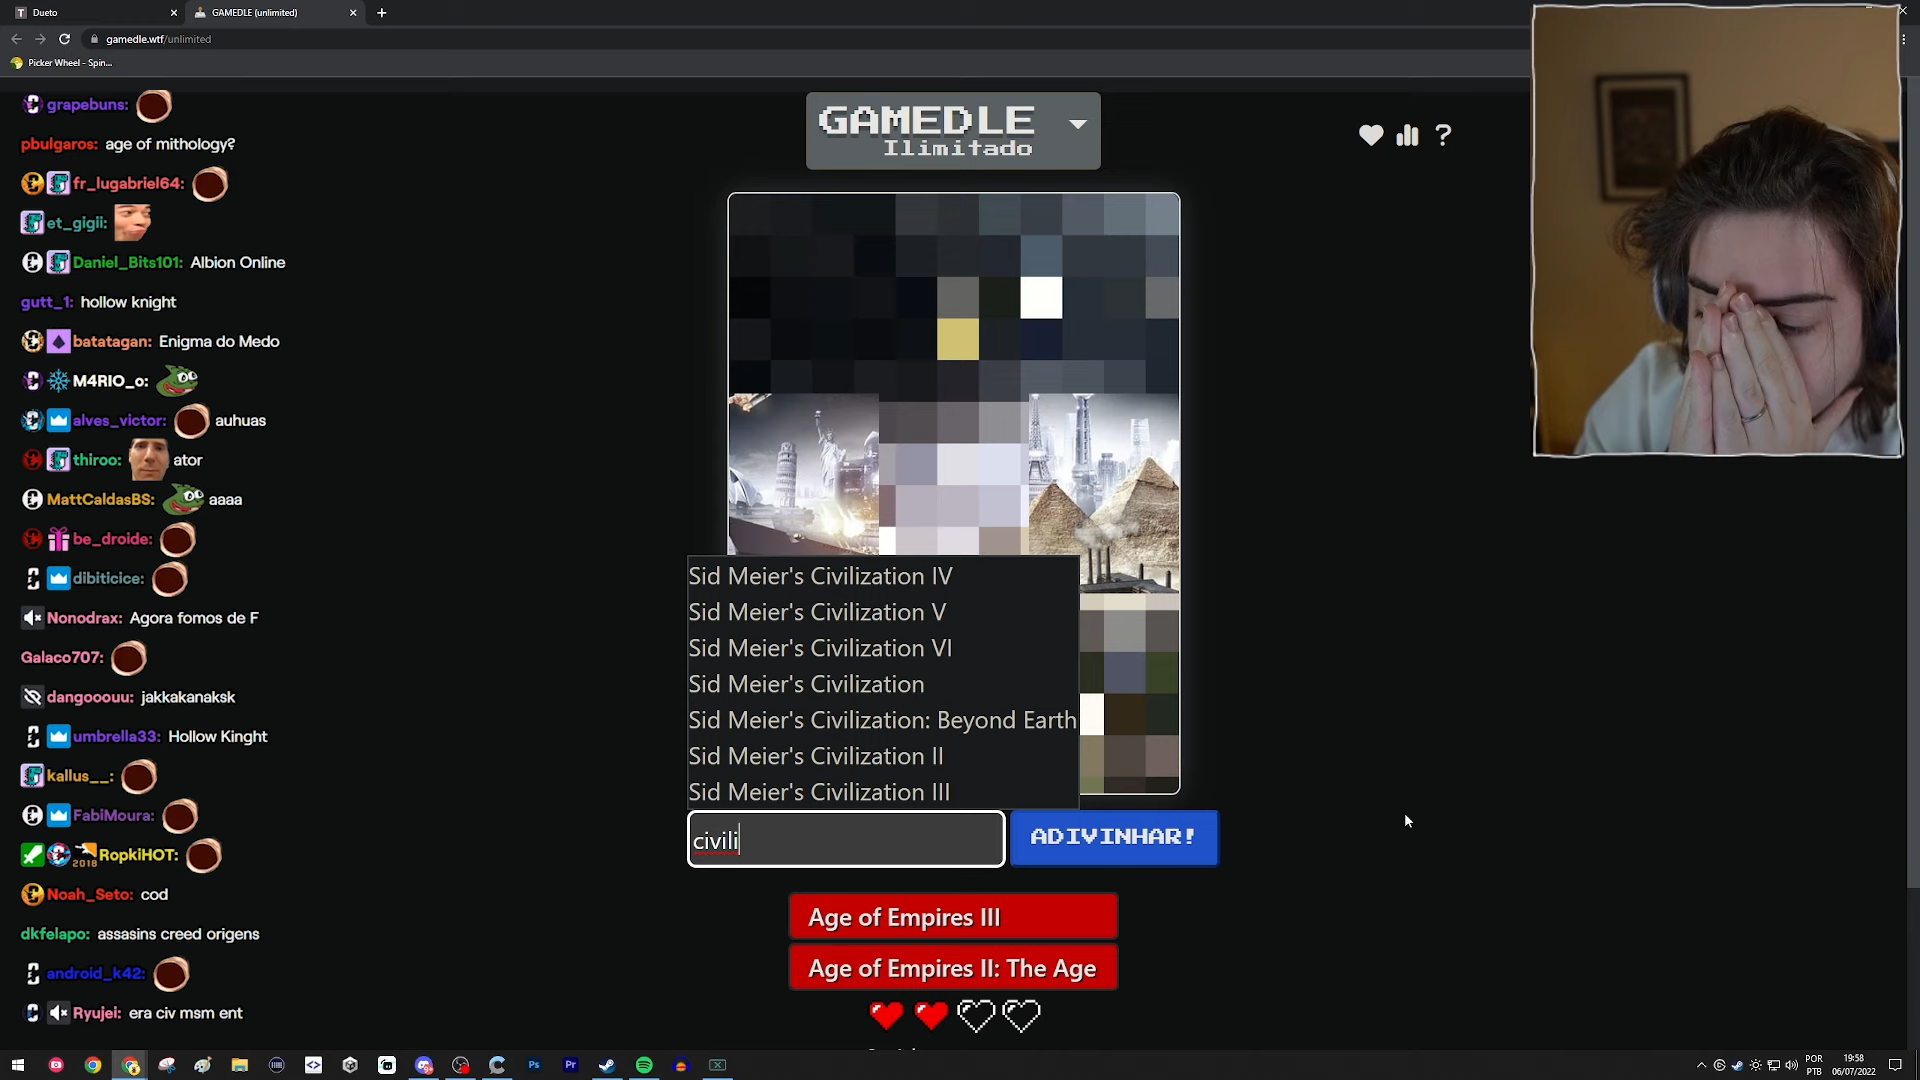 Dueto
GAMEDLE (unlimited)
gamedle.wtf/unlimited
Picker Wheel - Spin...
grapebuns:
pbulgaros: age of mithology?
fr_lugabriel64:
et_gigii:
Daniel_Bits101: Albion Online
gutt_1: hollow knight
batatagan: Enigma do Medo
M4RIO_o:
alves_victor: auhuas
thiroo: ator
MattCaldasBS: aaaa
be_droide:
dibiticice:
Nonodrax: Agora fomos de F
Galaco707:
dangooouu: jakkakanaksk
umbrella33: Hollow Kinght
kallus__:
FabiMoura:
2018 RopkiHOT:
Noah_Seto: cod
dkfelapo: assasins creed origens
android_k42:
Ryujei: era civ msm ent
GAMEDLE
Ilimitado
?
Sid Meier's Civilization IV
Sid Meier's Civilization V
Sid Meier's Civilization VI
Sid Meier's Civilization
Sid Meier's Civilization: Beyond Earth
Sid Meier's Civilization II
Sid Meier's Civilization III
civili
ADIVINHAR!
Age of Empires III
Age of Empires II: The Age
Ps
Pr
POR
PTB
19:58
06/07/2022